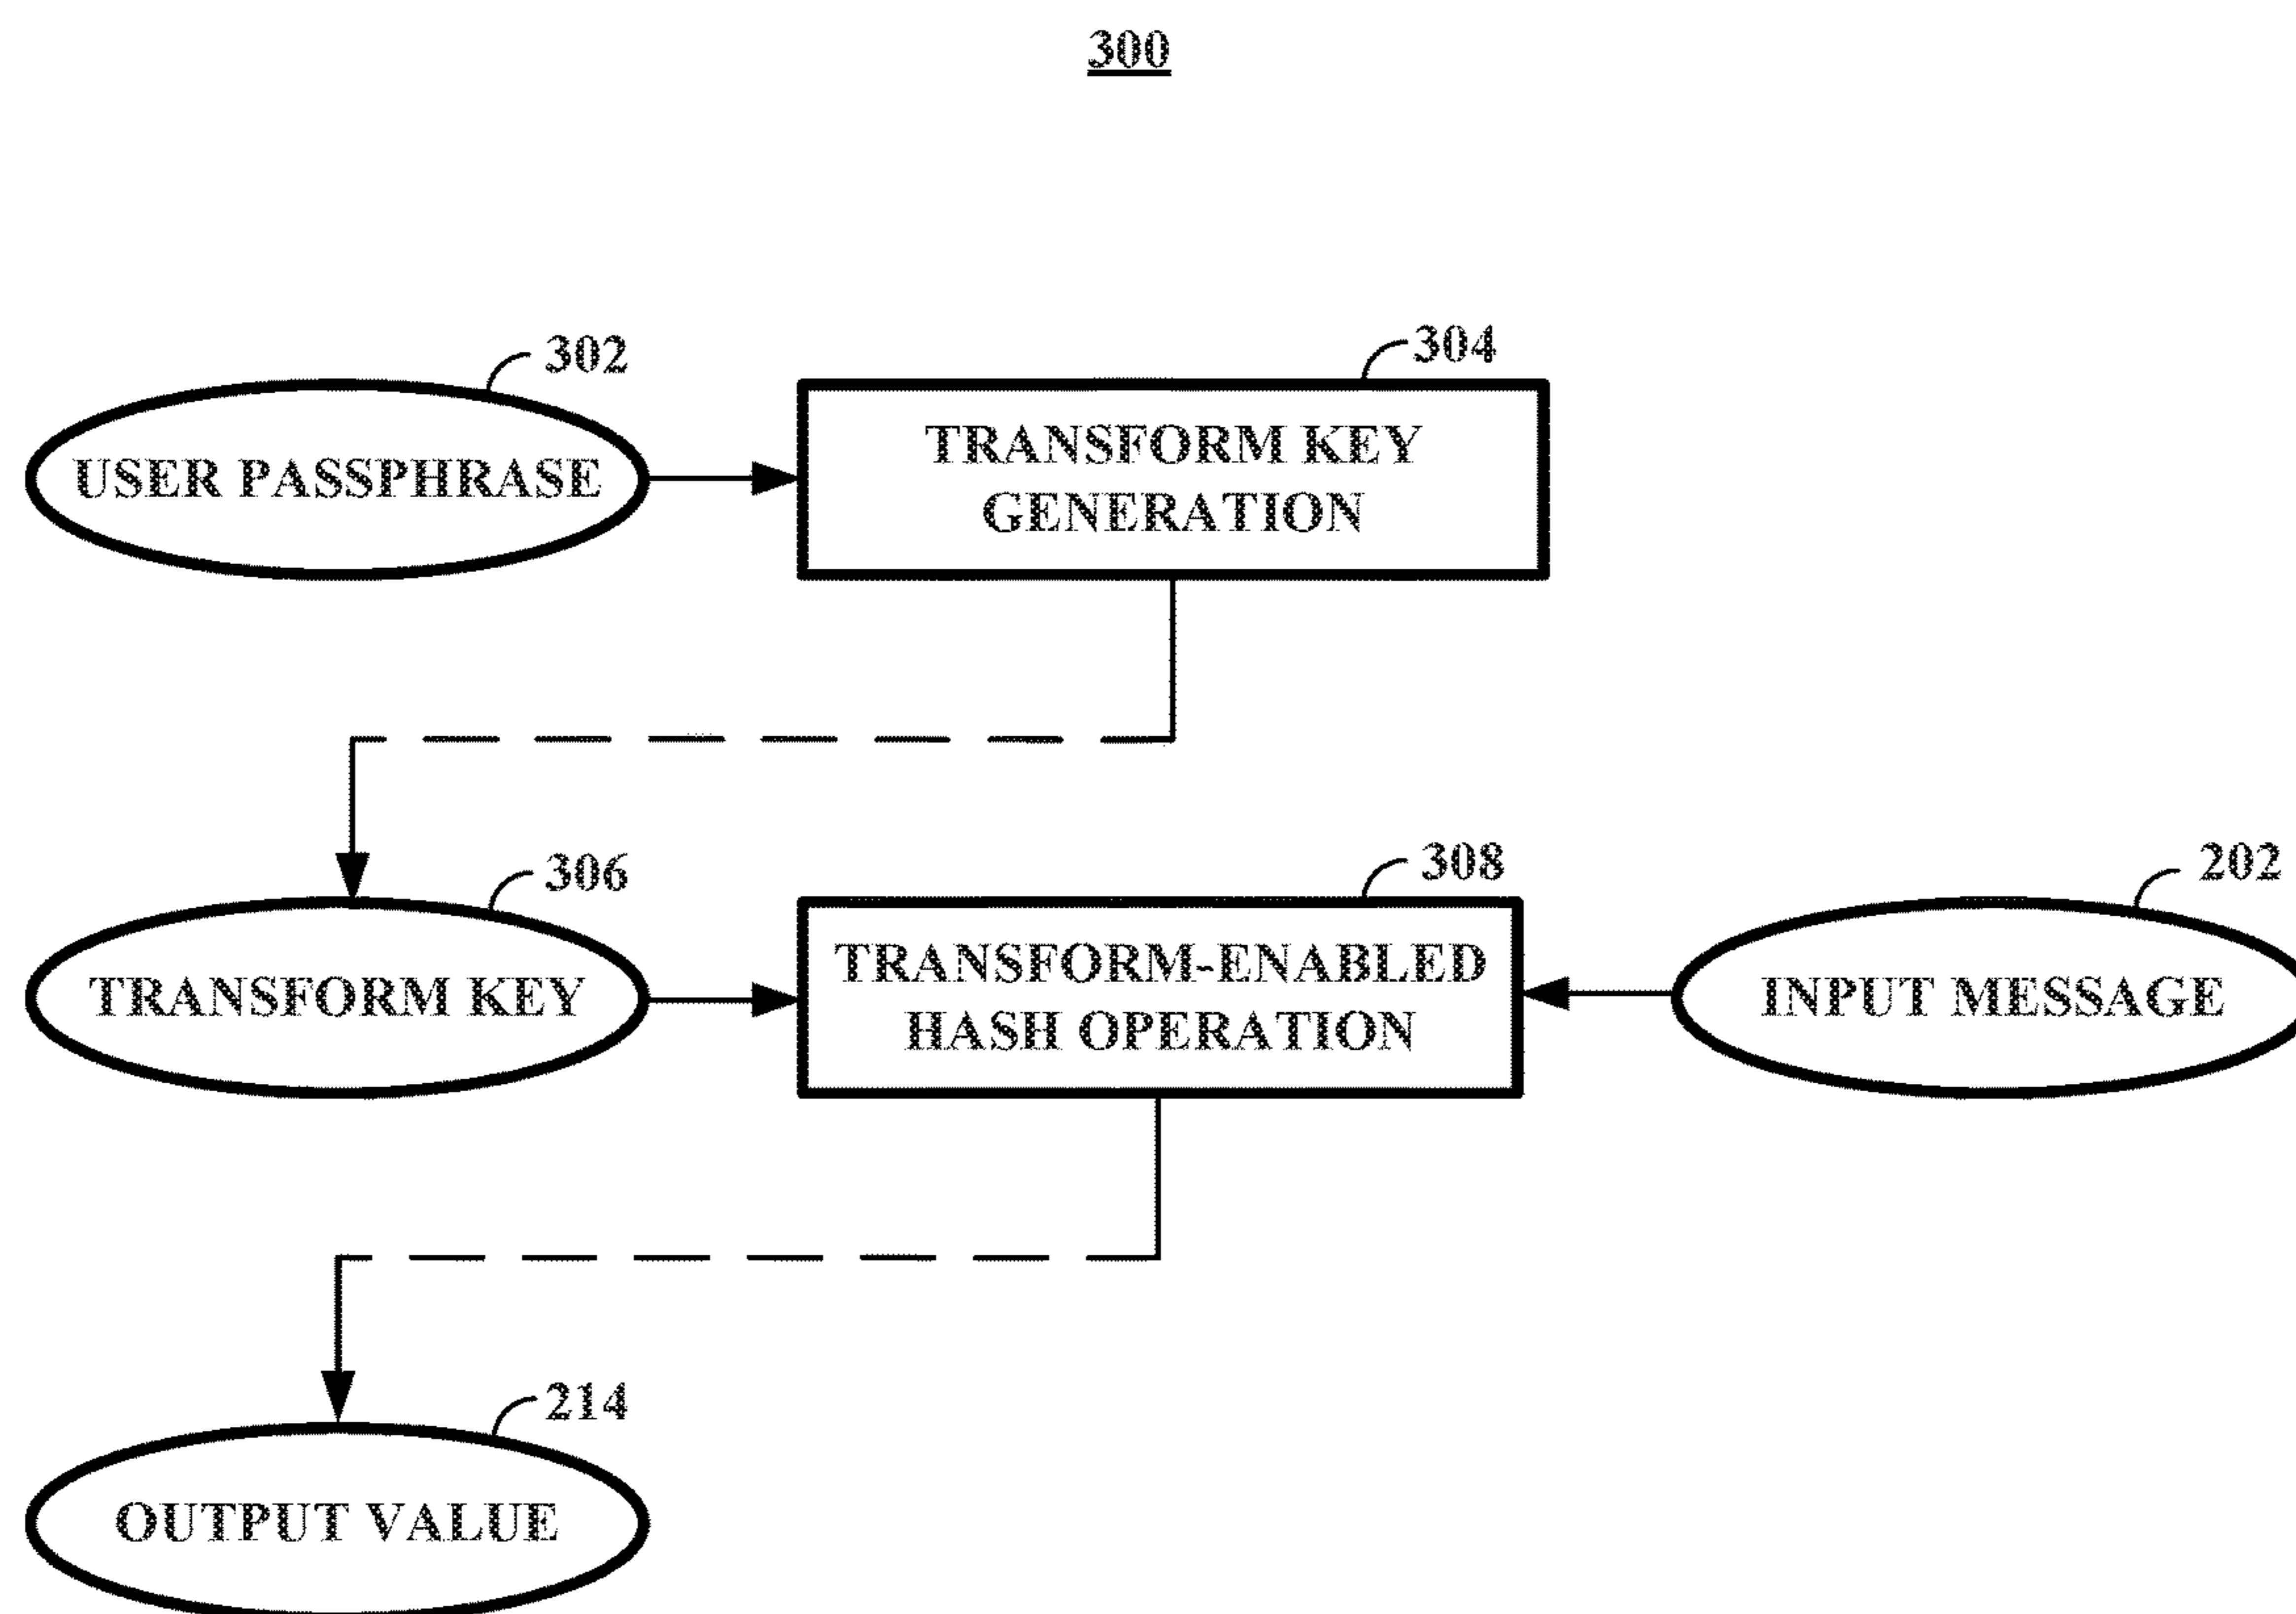 300
302
304
USER PASSPHRASE
TRANSFORM KEY
GENERATION
306
308
202
TRANSFORM KEY
TRANSFORM-ENABLED
HASH OPERATION
INPUT MESSAGE
214
OUTPUT VALUE